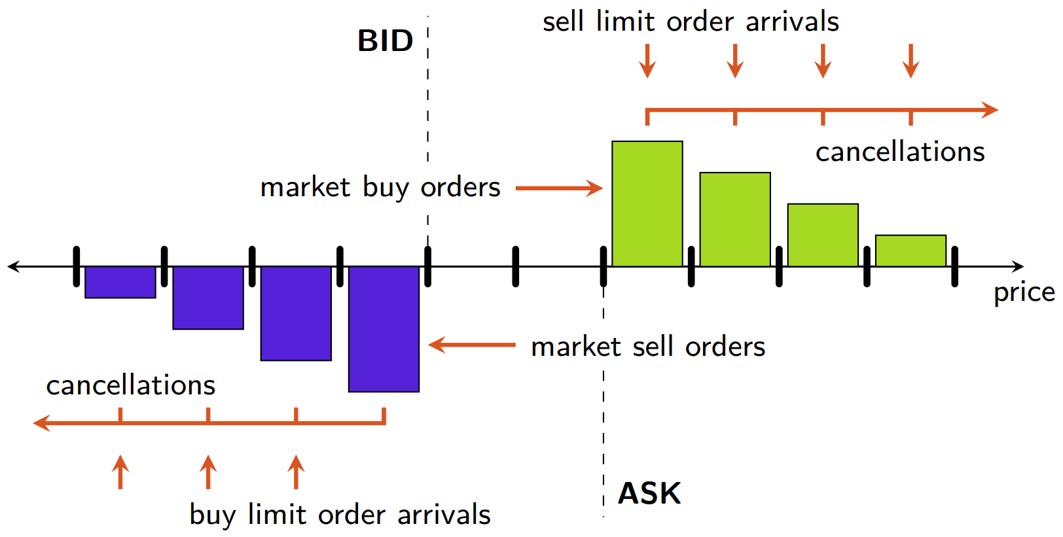 sell limit order arrivals
BID
cancellations
market buy orders
price
market sell orders
cancellations
ASK
buy limit order arrivals